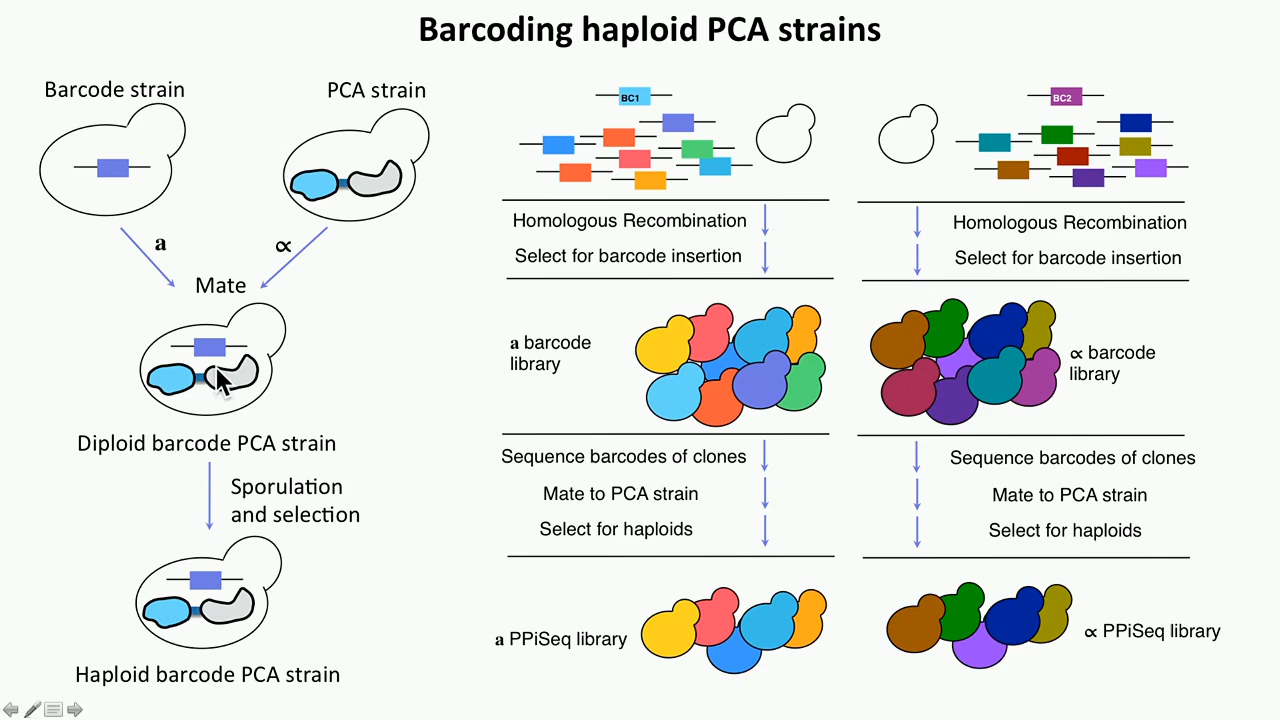 Barcoding haploid PCA strains
Barcode strain
PCA strain
a
∝
Mate
Diploid barcode PCA strain
Sporulation
and selection
Haploid barcode PCA strain
BC1
Homologous Recombination
Select for barcode insertion
a barcode
library
Sequence barcodes of clones
Mate to PCA strain
Select for haploids
a PPiSeq library
BC2
Homologous Recombination
Select for barcode insertion
∝ barcode
library
Sequence barcodes of clones
Mate to PCA strain
Select for haploids
∝ PPiSeq library